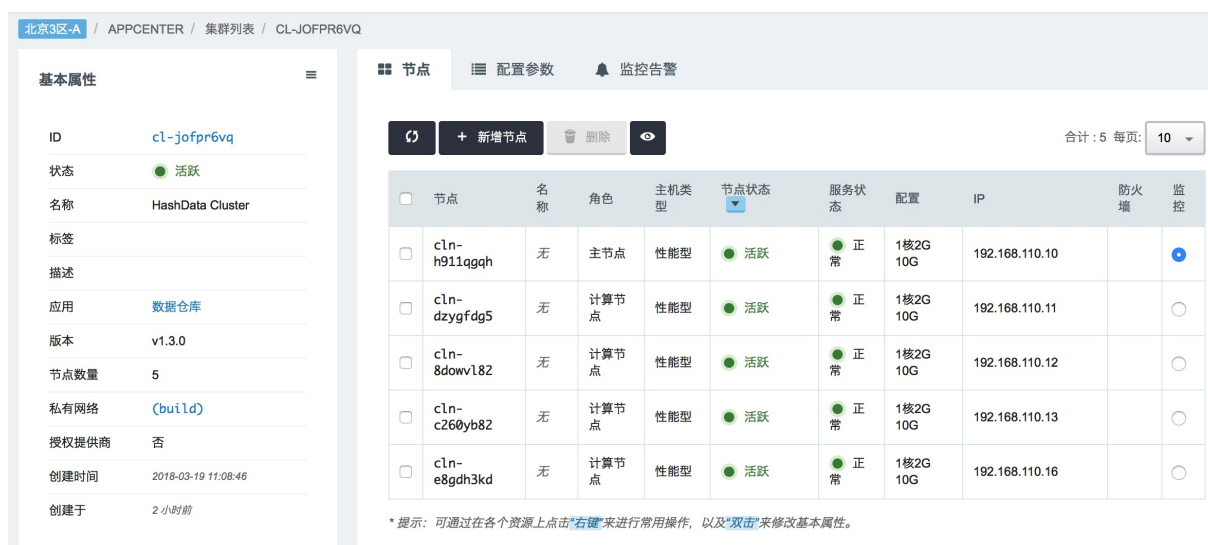 北京3区-A / APPCENTER / 集群列表 / CL-JOFPR6VQ
基本属性
ID cl-jofpr6vq
状态 活跃
名称 HashData Cluster
标签
描述
应用 数据仓库
版本 v1.3.0
节点数量 5
私有网络 (build)
授权提供商 否
创建时间 2018-03-19 11:08:46
创建于 2 小时前
节点 配置参数 监控告警
+ 新增节点 删除 合计 : 5 每页: 10
节点 名称 角色 主机类型 节点状态 服务状态 配置 IP 防火墙 监控
cln-h911qgqh 无 主节点 性能型 活跃 正常 1核2G 10G 192.168.110.10
cln-dzygfdg5 无 计算节点 性能型 活跃 正常 1核2G 10G 192.168.110.11
cln-8dowvl82 无 计算节点 性能型 活跃 正常 1核2G 10G 192.168.110.12
cln-c260yb82 无 计算节点 性能型 活跃 正常 1核2G 10G 192.168.110.13
cln-e8gdh3kd 无 计算节点 性能型 活跃 正常 1核2G 10G 192.168.110.16
* 提示：可通过在各个资源上点击"右键"来进行常用操作，以及"双击"来修改基本属性。